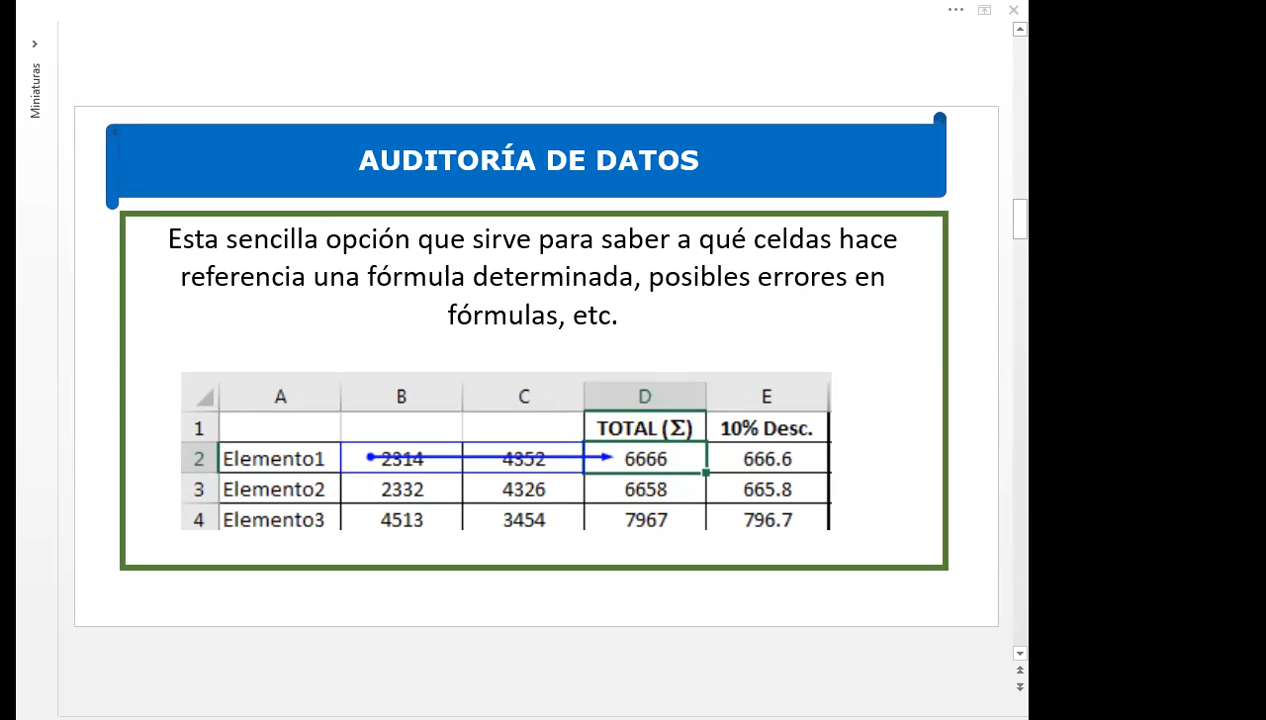 Miniaturas
AUDITORÍA DE DATOS
Esta sencilla opción que sirve para saber a qué celdas hace
referencia una fórmula determinada, posibles errores en
fórmulas, etc.
A B C D E
1 TOTAL (Σ) 10% Desc.
2 Elemento1 2314 4352 6666 666.6
3 Elemento2 2332 4326 6658 665.8
4 Elemento3 4513 3454 7967 796.7